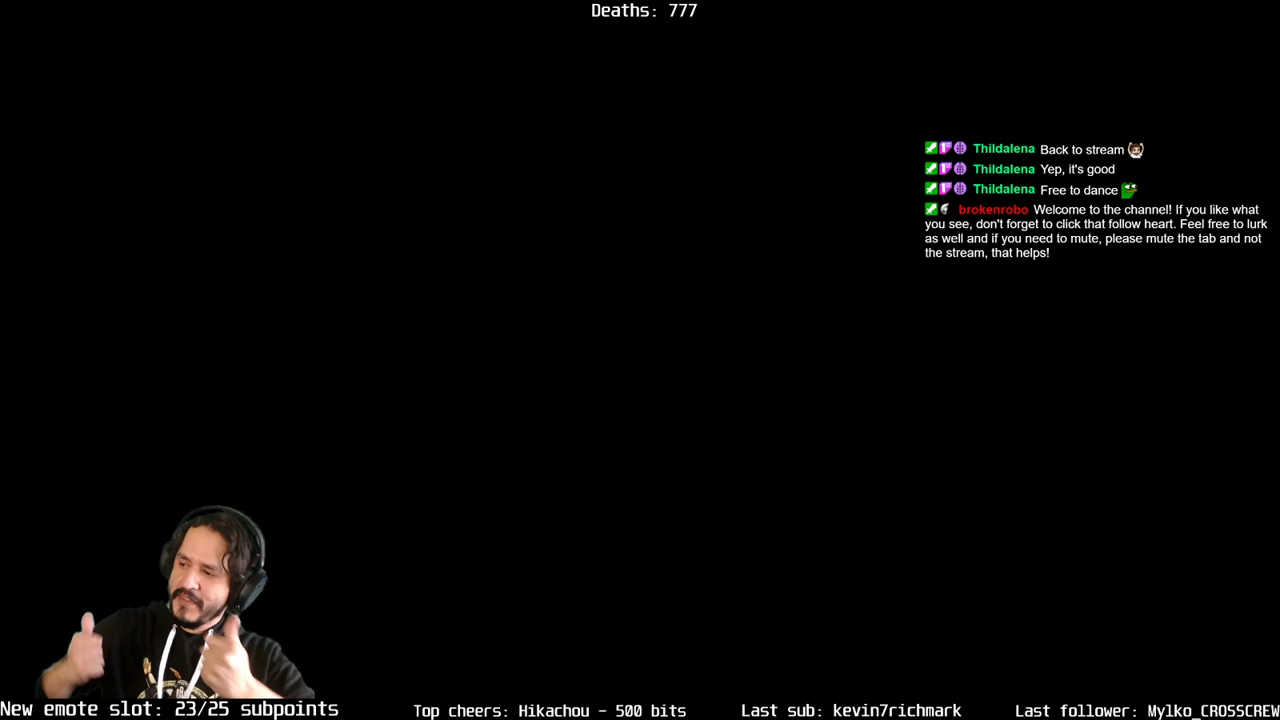 Deaths: 777
Thildalena Back to stream
Thildalena Yep, it's good
Thildalena Free to dance
brokenrobo Welcome to the channel! If you like what
you see, don't forget to click that follow heart. Feel free to lurk
as well and if you need to mute, please mute the tab and not
the stream, that helps!
New emote slot: 23/25 subpoints
Top cheers: Hikachou - 500 bits
Last sub: kevin7richmark
Last follower: Mylko_CROSSCREW